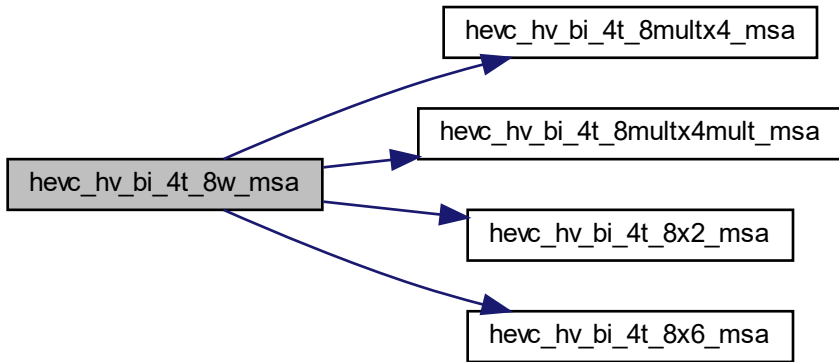 hevc_hv_bi_4t_8multx4_msa
hevc_hv_bi_4t_8multx4mult_msa
hevc_hv_bi_4t_8w_msa
hevc_hv_bi_4t_8x2_msa
hevc_hv_bi_4t_8x6_msa